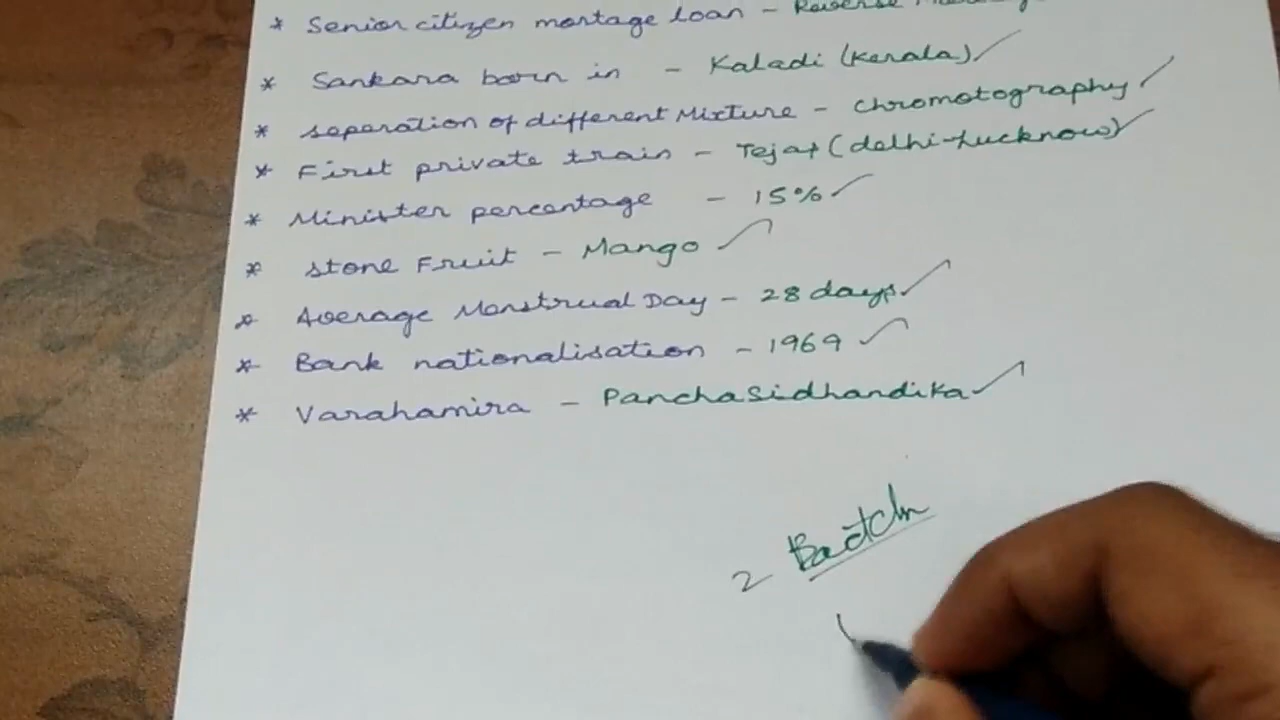 * Senior citizen mortage loan - Reverse
* Sankara born in - Kaladi (Kerala)
* separation of different Mixture - chromotography
* First private train - Tejas (delhi-Lucknow)
* Minister percentage - 15%
* stone Fruit - Mango
* Average Menstrual Day - 28 days
* Bank nationalisation - 1969
* Varahamira - Panchasidhandika
2 Batch